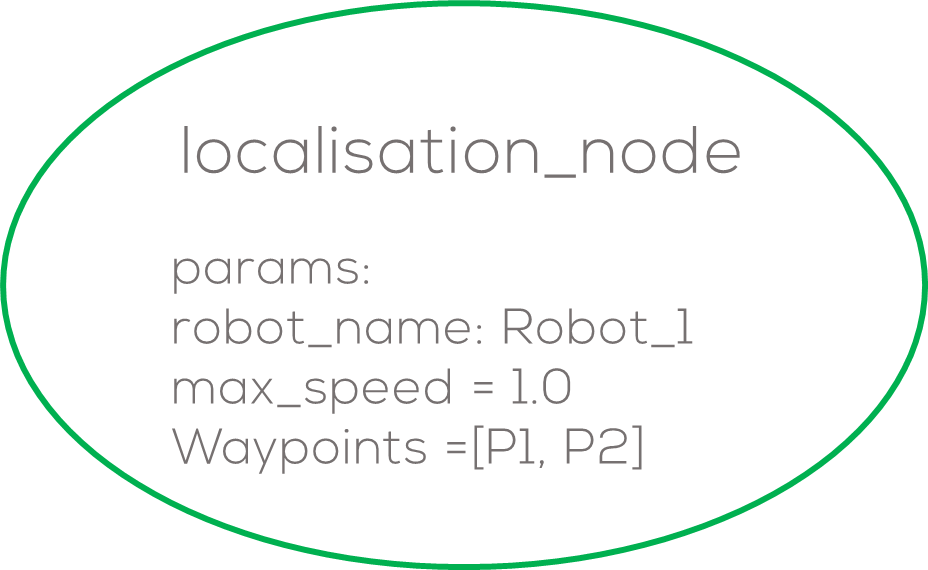 localisation_node
params:
robot_name: Robot_1
max_speed = 1.0
Waypoints =[P1, P2]